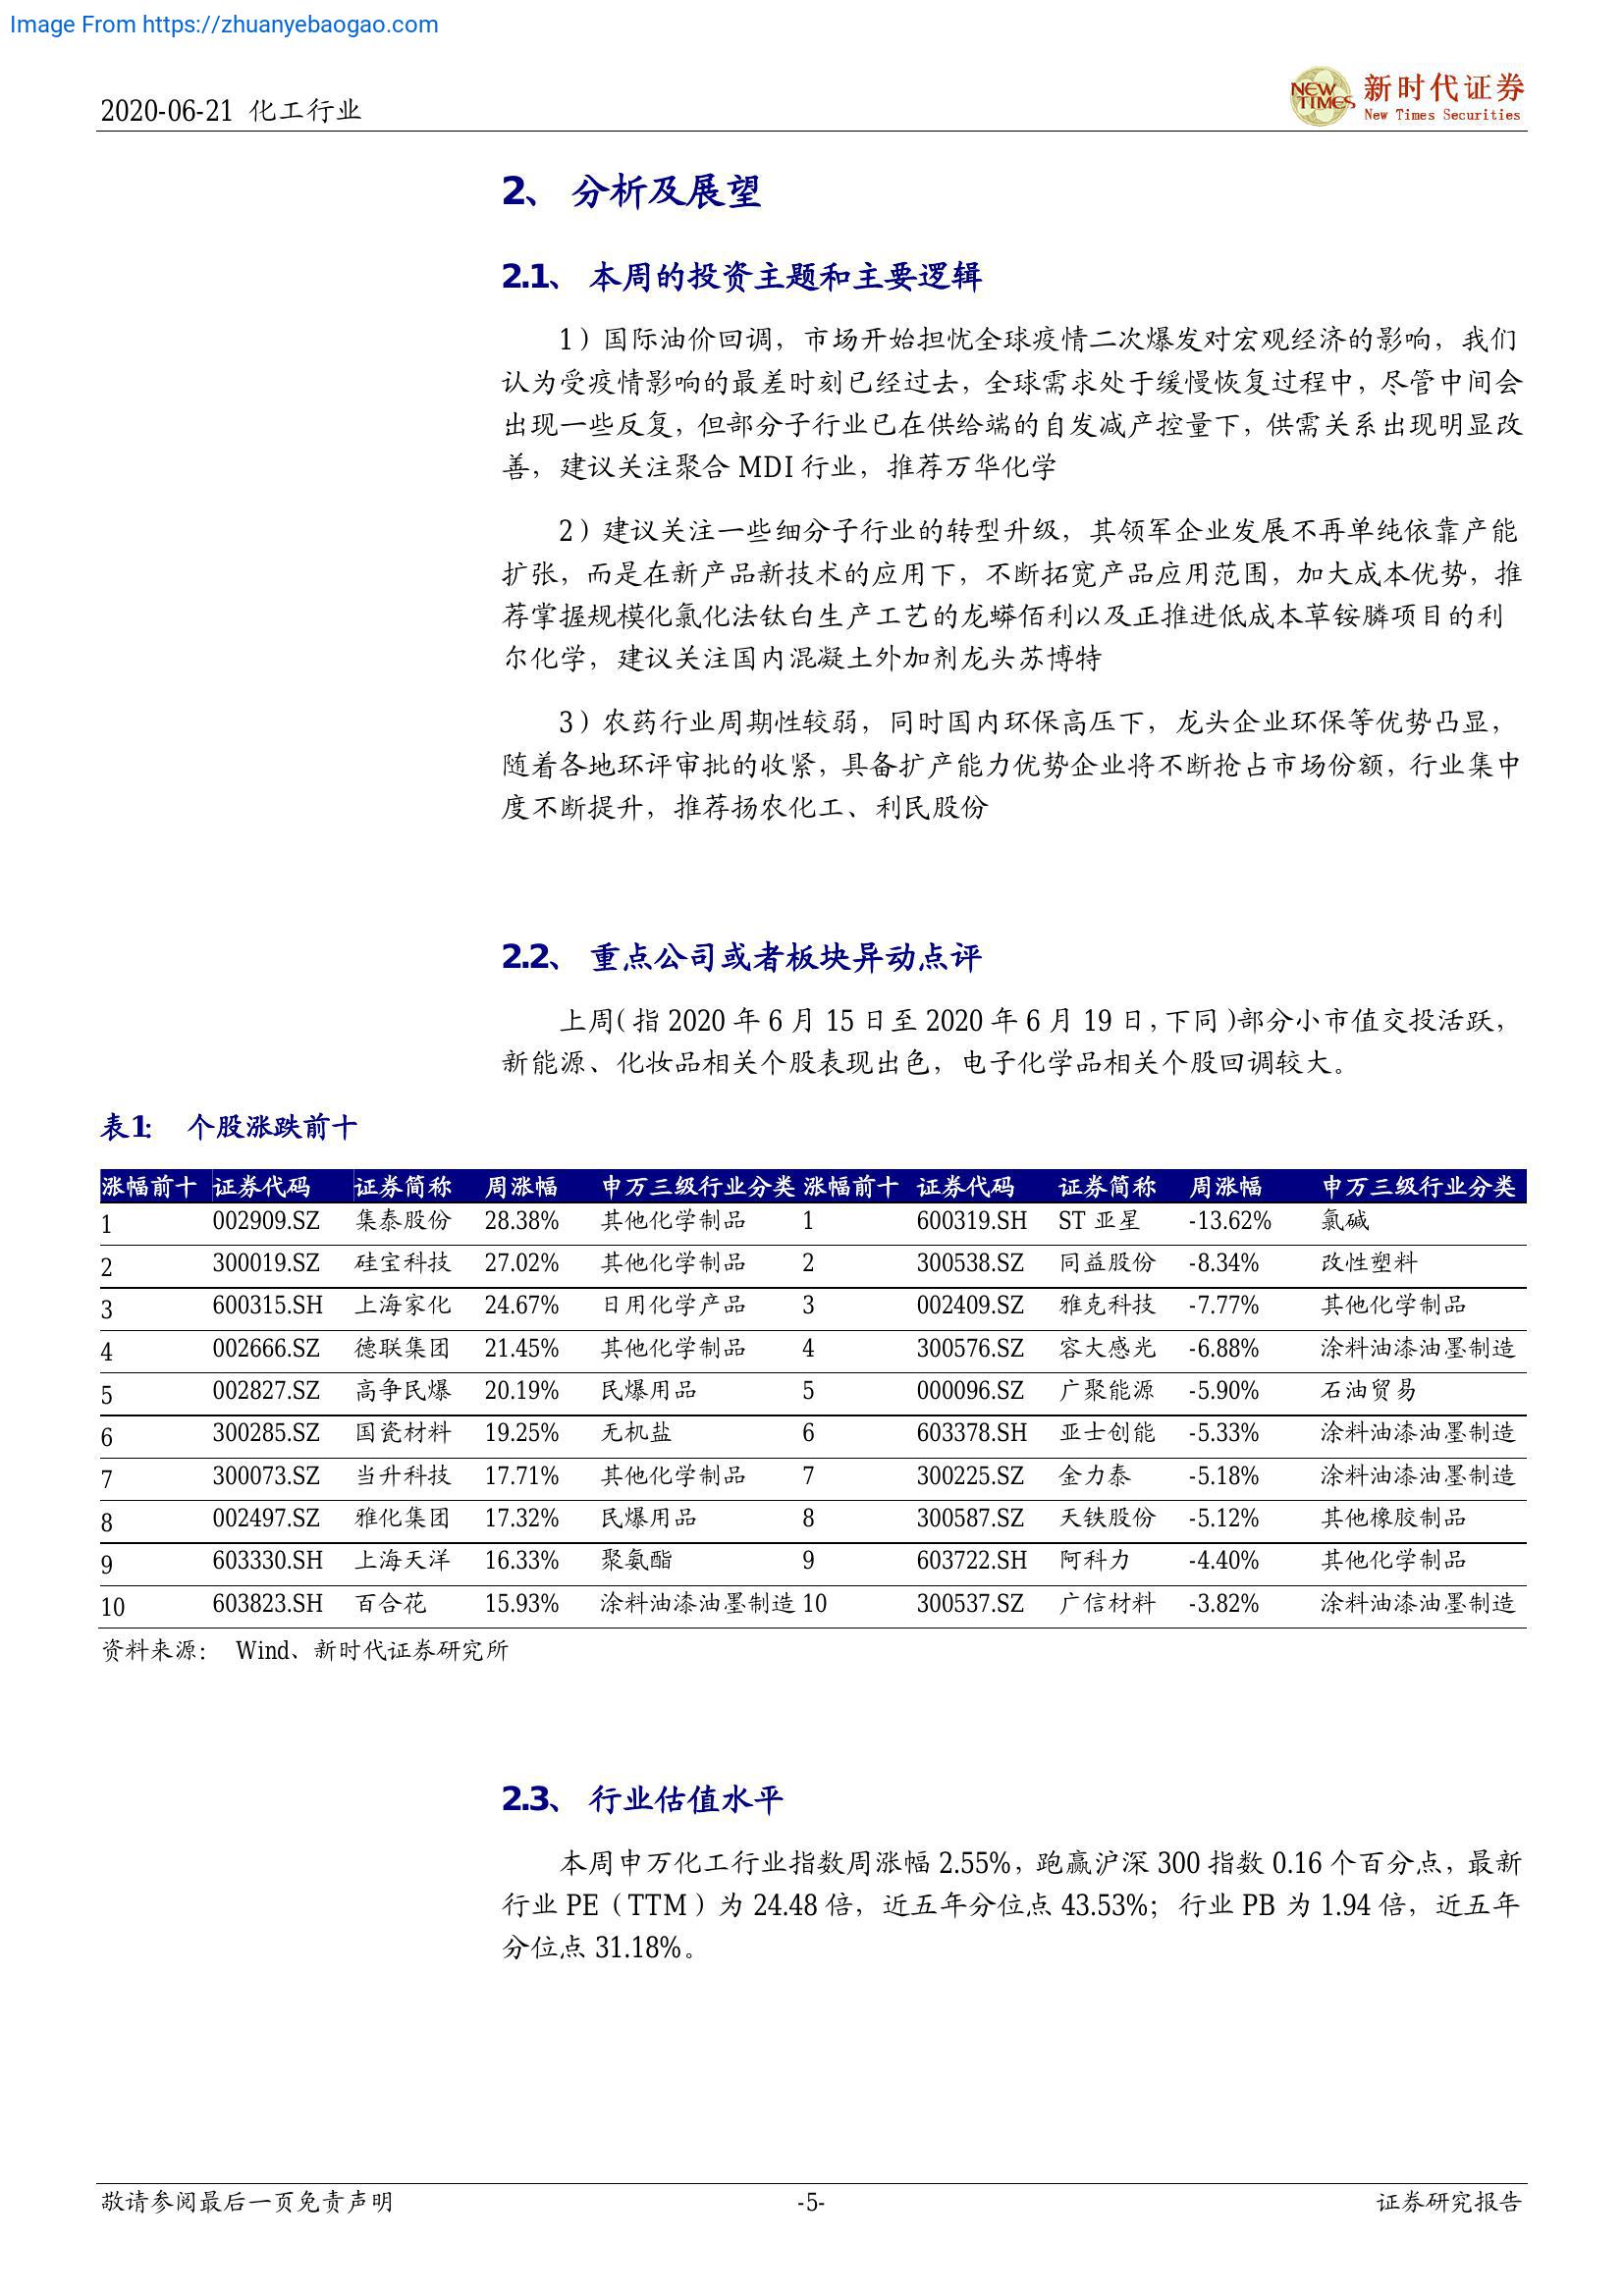 Image From https://zhuanyebaogao.com
2020-06-21 化工行业
NEW TIMES
新时代证券
New Times Securities
2、 分析及展望
2.1、 本周的投资主题和主要逻辑
1）国际油价回调，市场开始担忧全球疫情二次爆发对宏观经济的影响，我们
认为受疫情影响的最差时刻已经过去，全球需求处于缓慢恢复过程中，尽管中间会
出现一些反复，但部分子行业已在供给端的自发减产控量下，供需关系出现明显改
善，建议关注聚合 MDI 行业，推荐万华化学
2）建议关注一些细分子行业的转型升级，其领军企业发展不再单纯依靠产能
扩张，而是在新产品新技术的应用下，不断拓宽产品应用范围，加大成本优势，推
荐掌握规模化氯化法钛白生产工艺的龙蟒佰利以及正推进低成本草铵膦项目的利
尔化学，建议关注国内混凝土外加剂龙头苏博特
3）农药行业周期性较弱，同时国内环保高压下，龙头企业环保等优势凸显，
随着各地环评审批的收紧，具备扩产能力优势企业将不断抢占市场份额，行业集中
度不断提升，推荐扬农化工、利民股份
2.2、 重点公司或者板块异动点评
上周(指 2020 年 6 月 15 日至 2020 年 6 月 19 日，下同)部分小市值交投活跃，
新能源、化妆品相关个股表现出色，电子化学品相关个股回调较大。
表1： 个股涨跌前十
涨幅前十 证券代码 证券简称 周涨幅 申万三级行业分类 涨幅前十 证券代码 证券简称 周涨幅 申万三级行业分类
1 002909.SZ 集泰股份 28.38% 其他化学制品 1 600319.SH ST 亚星 -13.62% 氯碱
2 300019.SZ 硅宝科技 27.02% 其他化学制品 2 300538.SZ 同益股份 -8.34% 改性塑料
3 600315.SH 上海家化 24.67% 日用化学产品 3 002409.SZ 雅克科技 -7.77% 其他化学制品
4 002666.SZ 德联集团 21.45% 其他化学制品 4 300576.SZ 容大感光 -6.88% 涂料油漆油墨制造
5 002827.SZ 高争民爆 20.19% 民爆用品 5 000096.SZ 广聚能源 -5.90% 石油贸易
6 300285.SZ 国瓷材料 19.25% 无机盐 6 603378.SH 亚士创能 -5.33% 涂料油漆油墨制造
7 300073.SZ 当升科技 17.71% 其他化学制品 7 300225.SZ 金力泰 -5.18% 涂料油漆油墨制造
8 002497.SZ 雅化集团 17.32% 民爆用品 8 300587.SZ 天铁股份 -5.12% 其他橡胶制品
9 603330.SH 上海天洋 16.33% 聚氨酯 9 603722.SH 阿科力 -4.40% 其他化学制品
10 603823.SH 百合花 15.93% 涂料油漆油墨制造 10 300537.SZ 广信材料 -3.82% 涂料油漆油墨制造
资料来源： Wind、新时代证券研究所
2.3、 行业估值水平
本周申万化工行业指数周涨幅 2.55%，跑赢沪深 300 指数 0.16 个百分点，最新
行业 PE（TTM）为 24.48 倍，近五年分位点 43.53%；行业 PB 为 1.94 倍，近五年
分位点 31.18%。
敬请参阅最后一页免责声明 -5- 证券研究报告